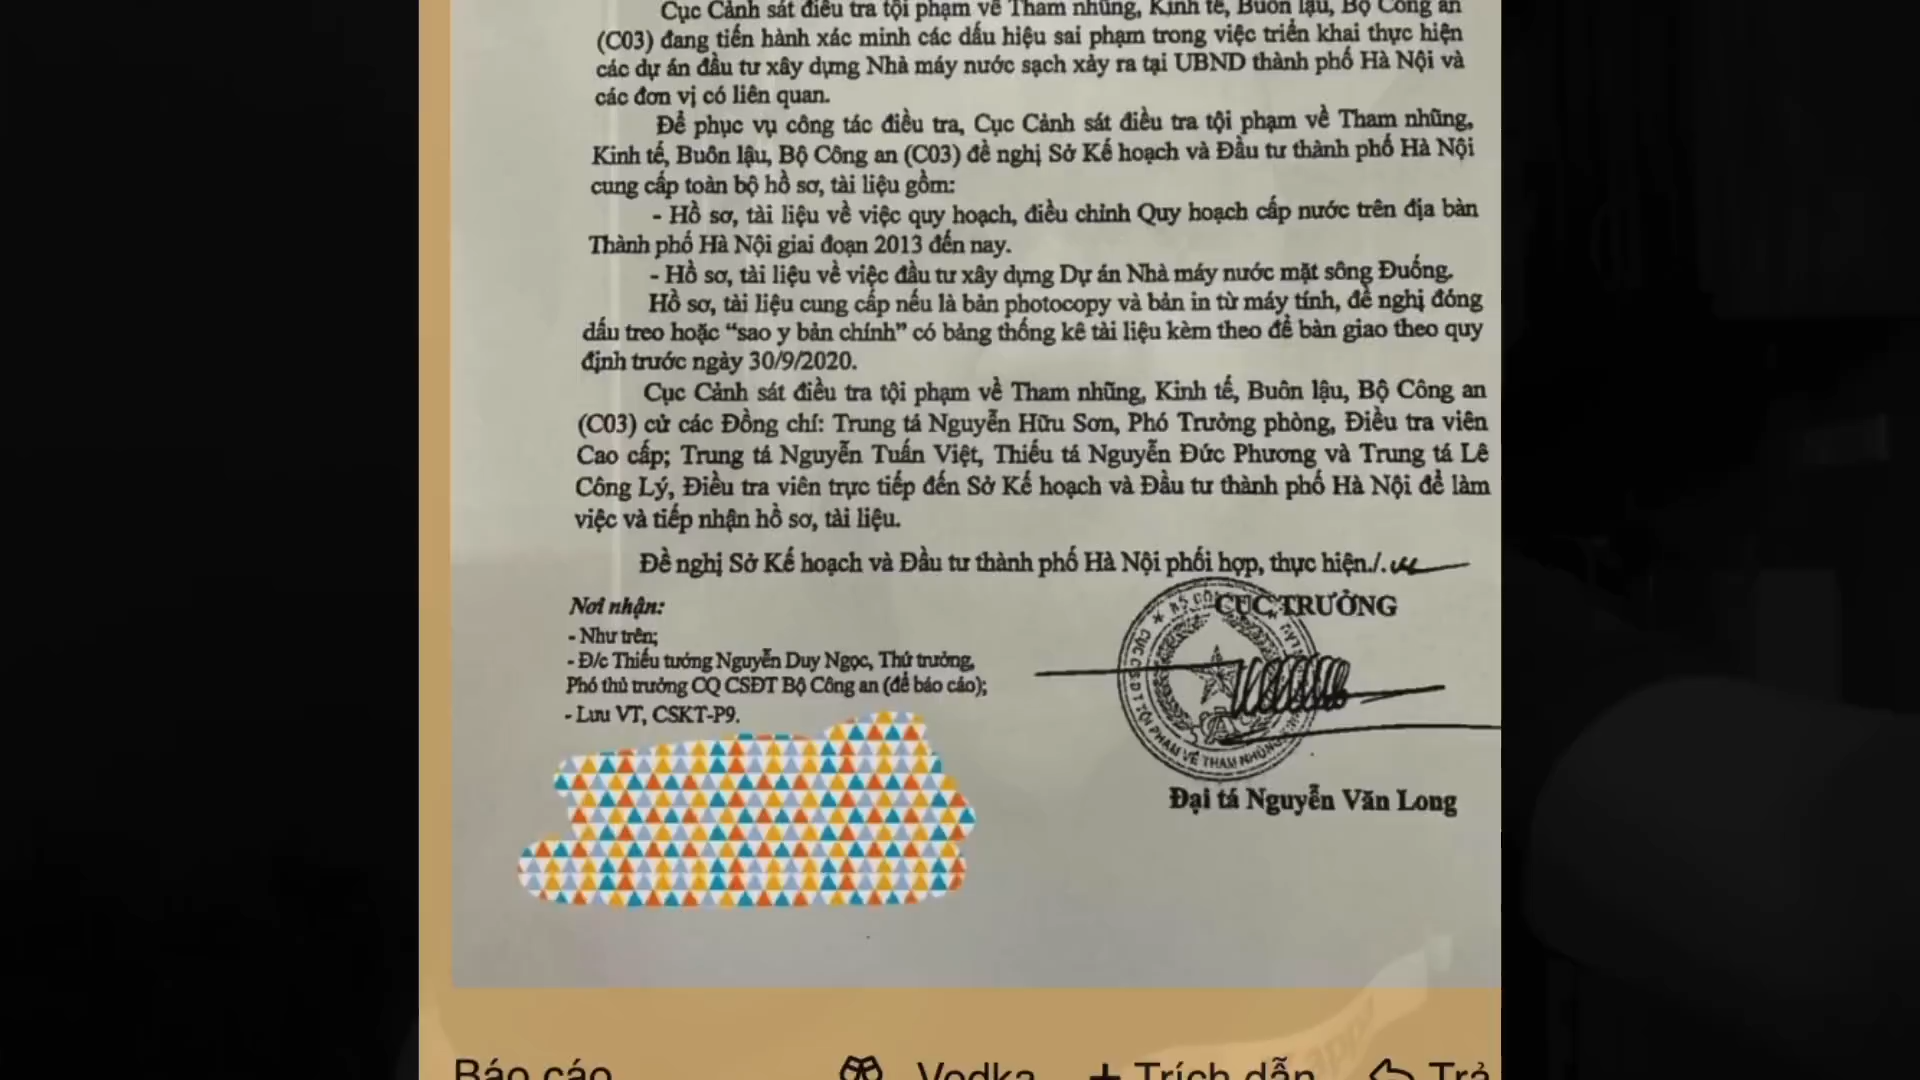 Cục Cảnh sát điều tra tội phạm về Tham nhũng, Kinh tế, Buôn lậu, Bộ Công an
(C03) đang tiến hành xác minh các dấu hiệu sai phạm trong việc triển khai thực hiện
các dự án đầu tư xây dựng Nhà máy nước sạch xảy ra tại UBND thành phố Hà Nội và
các đơn vị có liên quan.
Để phục vụ công tác điều tra, Cục Cảnh sát điều tra tội phạm về Tham nhũng,
Kinh tế, Buôn lậu, Bộ Công an (C03) đề nghị Sở Kế hoạch và Đầu tư thành phố Hà Nội
cung cấp toàn bộ hồ sơ, tài liệu gồm:
- Hồ sơ, tài liệu về việc quy hoạch, điều chỉnh Quy hoạch cấp nước trên địa bàn
Thành phố Hà Nội giai đoạn 2013 đến nay.
- Hồ sơ, tài liệu về việc đầu tư xây dựng Dự án Nhà máy nước mặt sông Đuống.
Hồ sơ, tài liệu cung cấp nếu là bản photocopy và bản in từ máy tính, đề nghị đóng
dấu treo hoặc “sao y bản chính” có bảng thống kê tài liệu kèm theo để bàn giao theo quy
định trước ngày 30/9/2020.
Cục Cảnh sát điều tra tội phạm về Tham nhũng, Kinh tế, Buôn lậu, Bộ Công an
(C03) cử các Đồng chí: Trung tá Nguyễn Hữu Sơn, Phó Trưởng phòng, Điều tra viên
Cao cấp; Trung tá Nguyễn Tuấn Việt, Thiếu tá Nguyễn Đức Phương và Trung tá Lê
Công Lý, Điều tra viên trực tiếp đến Sở Kế hoạch và Đầu tư thành phố Hà Nội để làm
việc và tiếp nhận hồ sơ, tài liệu.
Đề nghị Sở Kế hoạch và Đầu tư thành phố Hà Nội phối hợp, thực hiện./.
Nơi nhận:
- Như trên;
- Đ/c Thiếu tướng Nguyễn Duy Ngọc, Thứ trưởng,
Phó thủ trưởng CQ CSĐT Bộ Công an (để báo cáo);
- Lưu VT, CSKT-P9.
CỤC TRƯỞNG
TỘI PHẠM VỀ THAM NHŨNG
Đại tá Nguyễn Văn Long
Báo cáo
Vodka
+ Trích dẫn
Trả